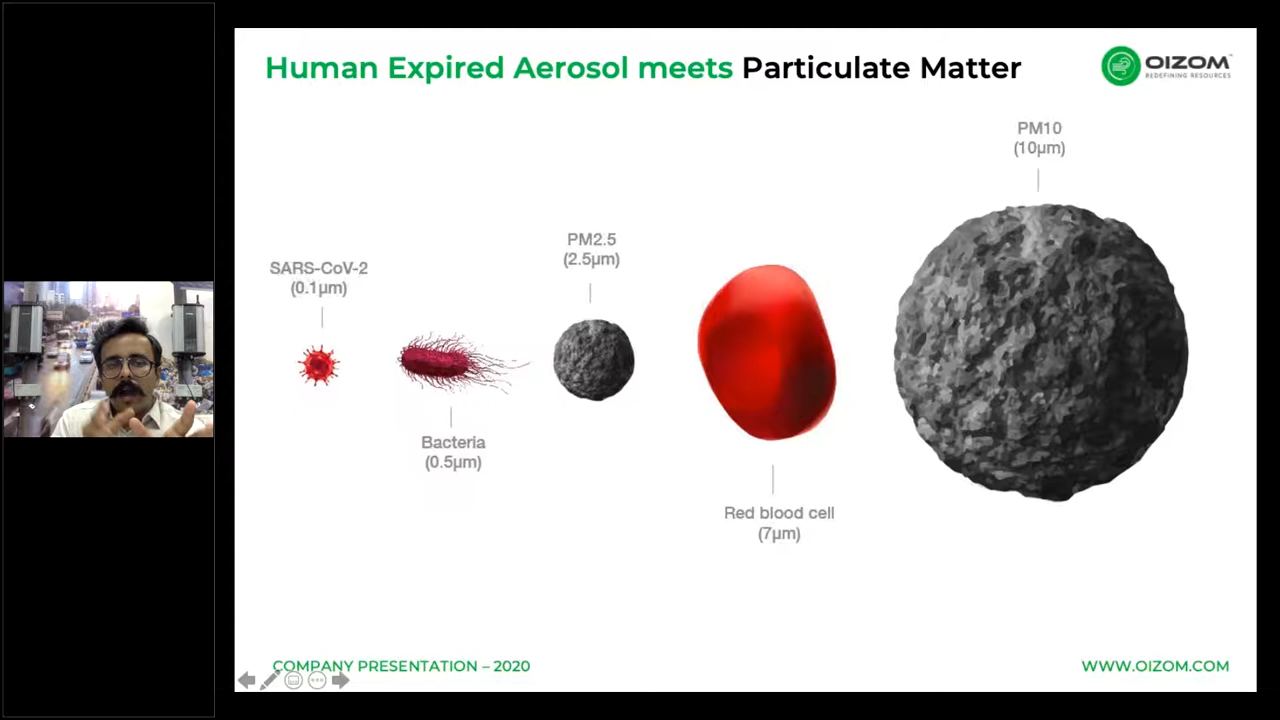 Human Expired Aerosol meets Particulate Matter
OIZOM™
REDEFINING RESOURCES
PM10
(10μm)
PM2.5
(2.5μm)
SARS-CoV-2
(0.1μm)
Bacteria
(0.5μm)
Red blood cell
(7μm)
COMPANY PRESENTATION – 2020
WWW.OIZOM.COM